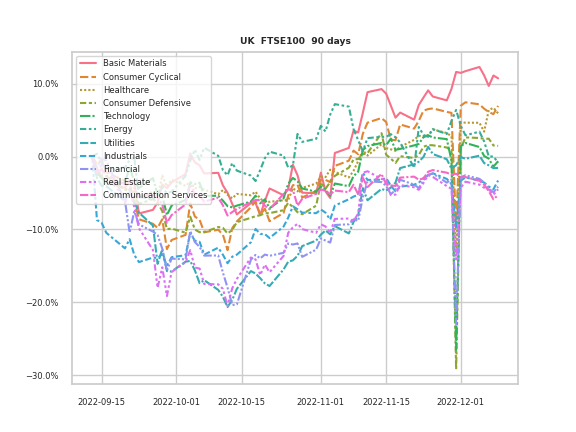 UK FTSE100 90 days
Basic Materials
Consumer Cyclical
Healthcare
Consumer Defensive
Technology
Energy
Utilities
Industrials
Financial
Real Estate
Communication Services
10.0%
0.0%
−10.0%
−20.0%
−30.0%
2022-09-15
2022-10-01
2022-10-15
2022-11-01
2022-11-15
2022-12-01